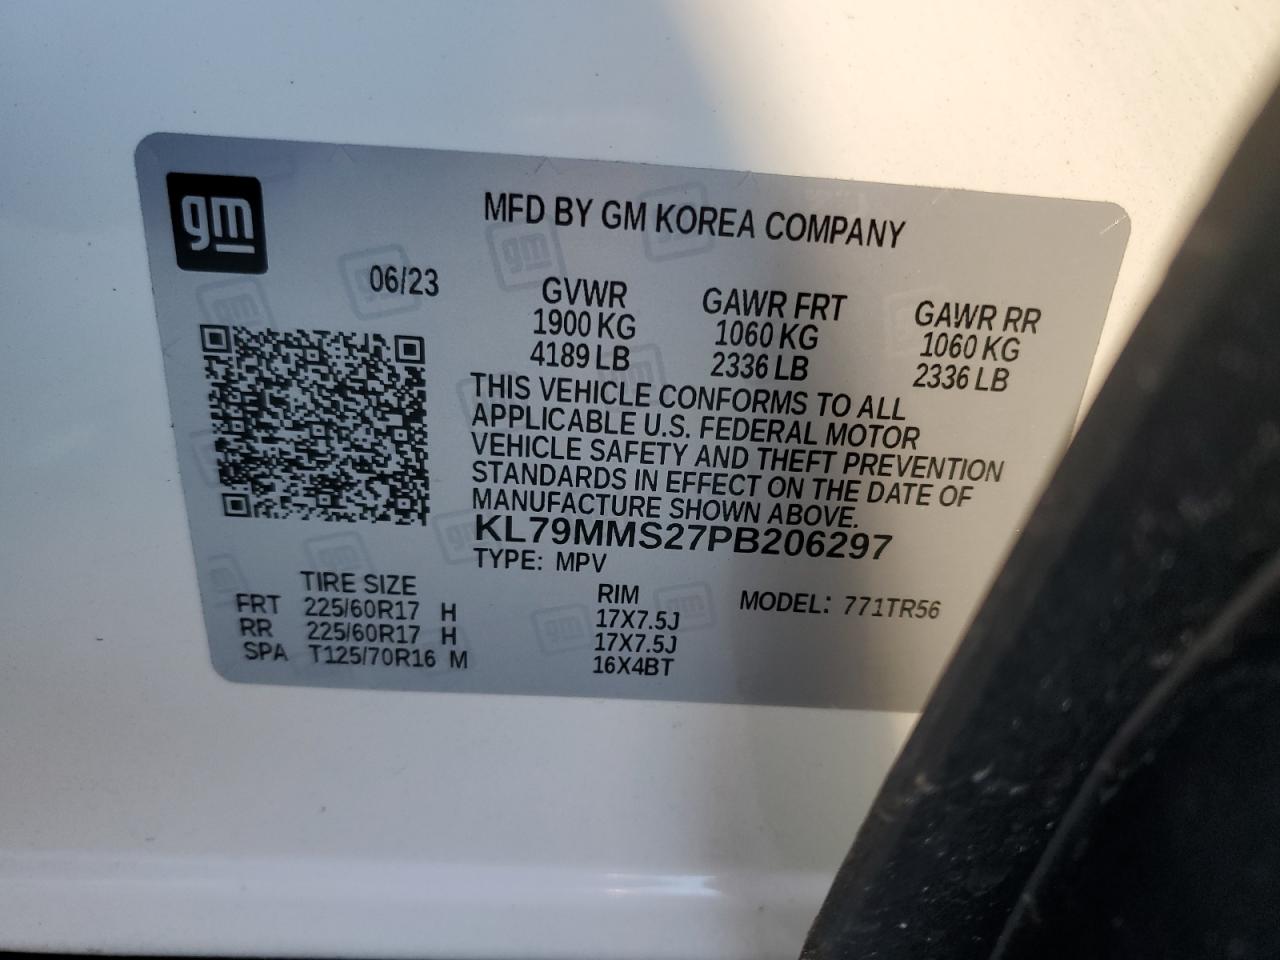 gm
MFD BY GM KOREA COMPANY
06/23
GVWR GAWR FRT GAWR RR
1900 KG 1060 KG 1060 KG
4189 LB 2336 LB 2336 LB
THIS VEHICLE CONFORMS TO ALL
APPLICABLE U.S. FEDERAL MOTOR
VEHICLE SAFETY AND THEFT PREVENTION
STANDARDS IN EFFECT ON THE DATE OF
MANUFACTURE SHOWN ABOVE.
KL79MMS27PB206297
TYPE: MPV
TIRE SIZE RIM MODEL: 771TR56
FRT 225/60R17 H 17X7.5J
RR 225/60R17 H 17X7.5J
SPA T125/70R16 M 16X4BT